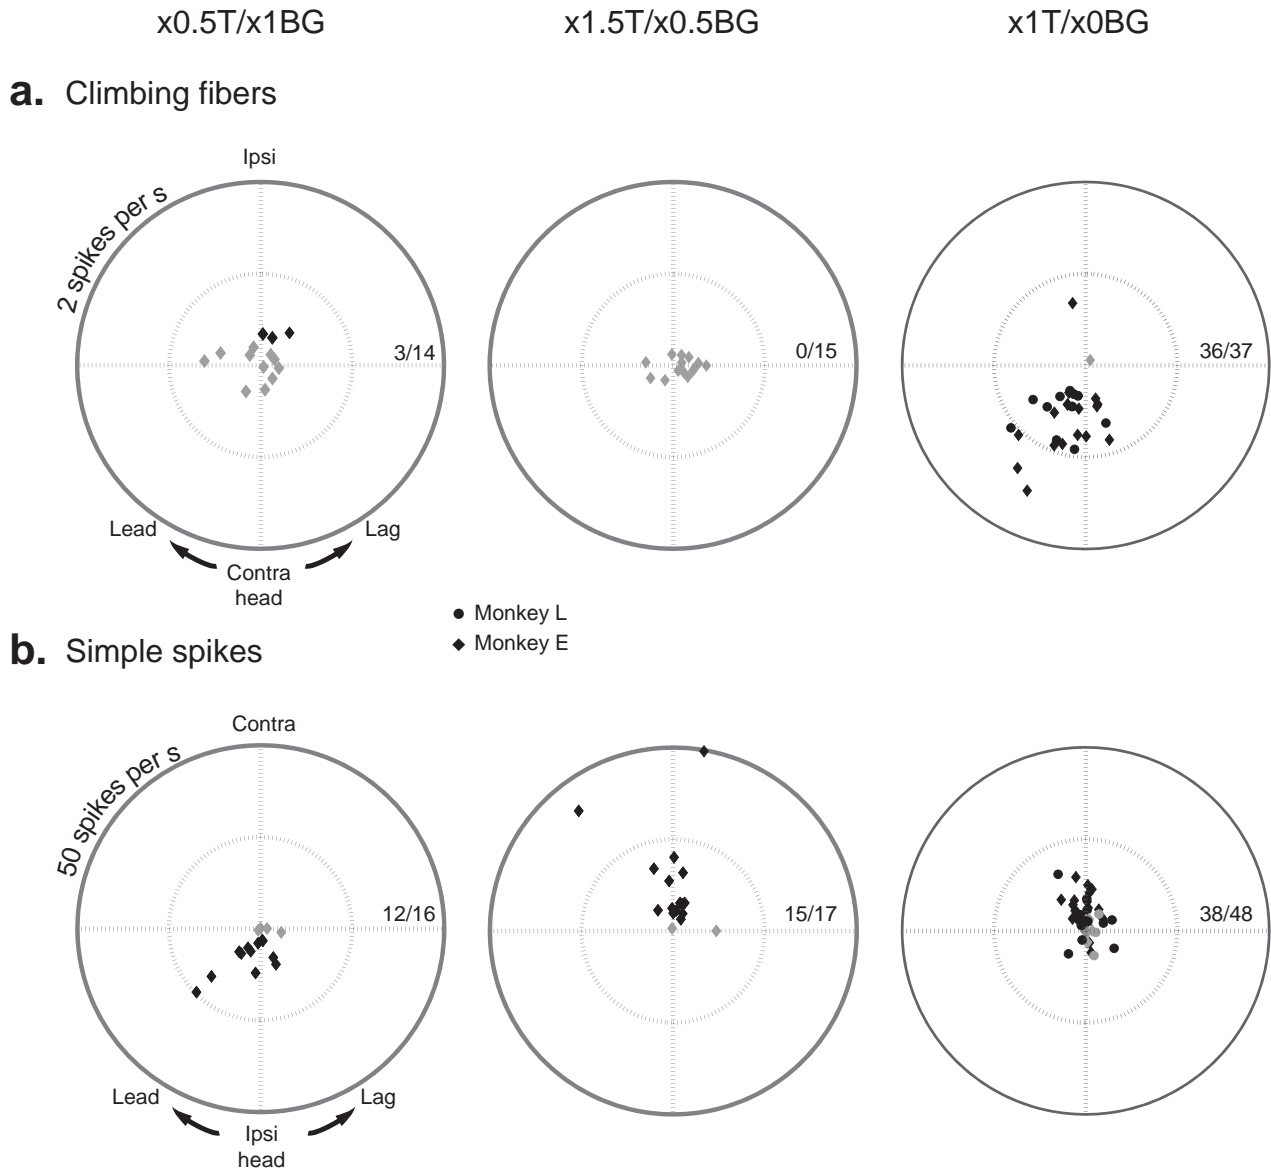 x0.5T/x1BG
x1.5T/x0.5BG
x1T/x0BG
a. Climbing fibers
Ipsi
2 spikes per s
3/14
0/15
36/37
Lead
Lag
Contra
head
Monkey L
Monkey E
b. Simple spikes
Contra
50 spikes per s
12/16
15/17
38/48
Lead
Lag
Ipsi
head